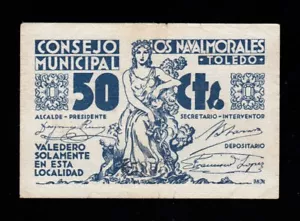 CONSEJO MUNICIPAL
LOS NAVALMORALES
TOLEDO
50 Cts.
ALCALDE - PRESIDENTE
SECRETARIO - INTERVENTOR
DEPOSITARIO
VALEDERO
SOLAMENTE
EN ESTA
LOCALIDAD